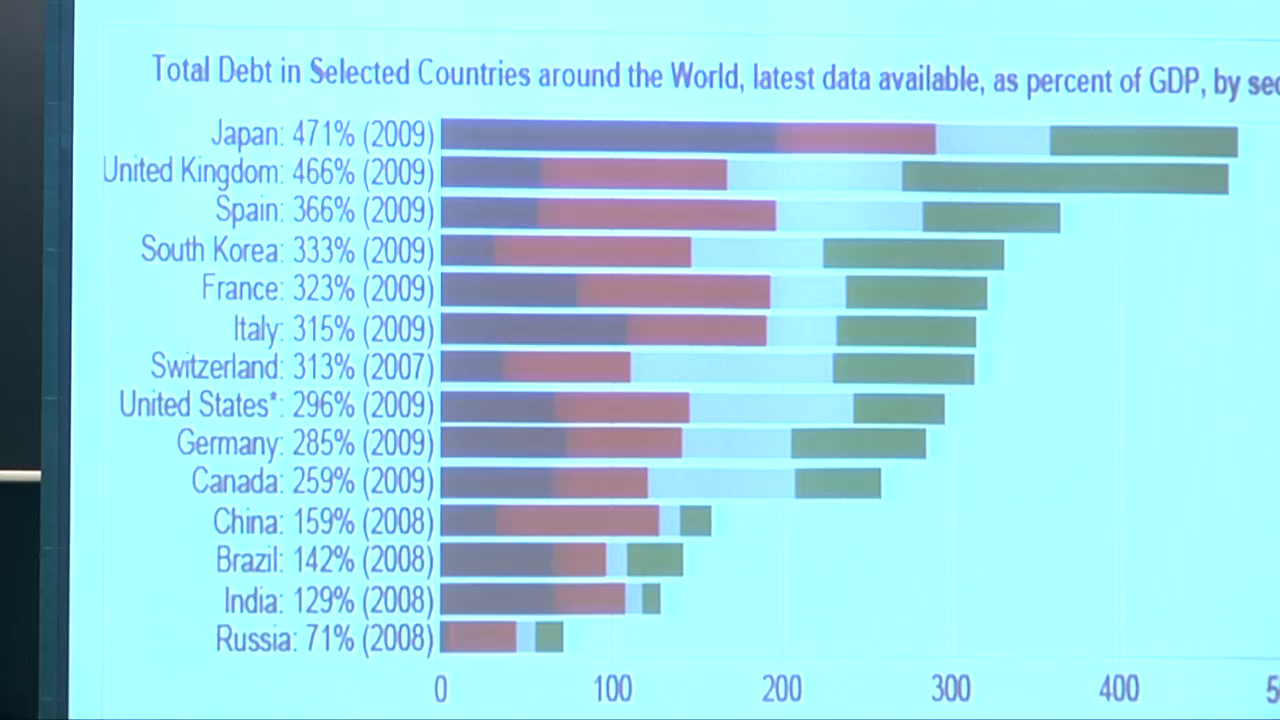 Total Debt in Selected Countries around the World, latest data available, as percent of GDP, by
Japan: 471% (2009)
United Kingdom: 466% (2009)
Spain: 366% (2009)
South Korea: 333% (2009)
France: 323% (2009)
Italy: 315% (2009)
Switzerland: 313% (2007)
United States*: 296% (2009)
Germany: 285% (2009)
Canada: 259% (2009)
China: 159% (2008)
Brazil: 142% (2008)
India: 129% (2008)
Russia: 71% (2008)
0 100 200 300 400